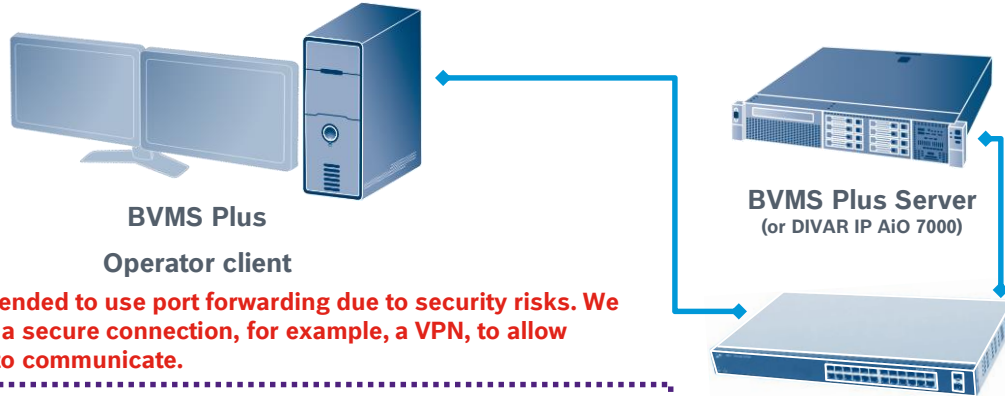 BVMS Plus
Operator client
BVMS Plus Server
(or DIVAR IP AiO 7000)
ended to use port forwarding due to security risks. We
a secure connection, for example, a VPN, to allow
to communicate.